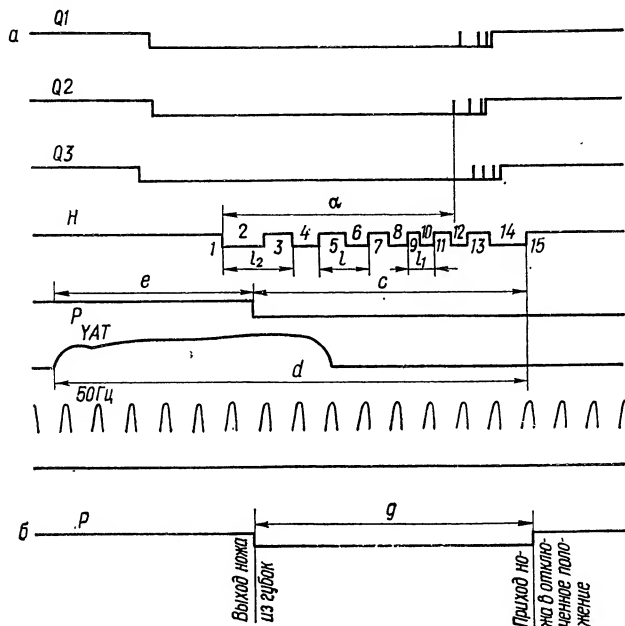 Q1
а
Q2
Q3
a
H
1 2 3 4 5 6 7 8 9 10 11 12 13 14 15
l₂ l l₁
e c
P
YAT
d
50Гц
g
б P
Выход ножа
из губок
Приход но-
жа в отклю-
ченное поло-
жение